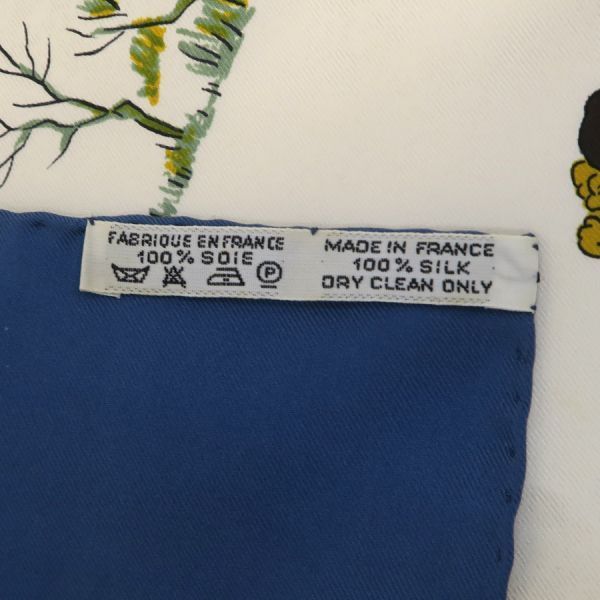 FABRIQUE EN FRANCE
100% SOIE
P
MADE IN FRANCE
100% SILK
DRY CLEAN ONLY